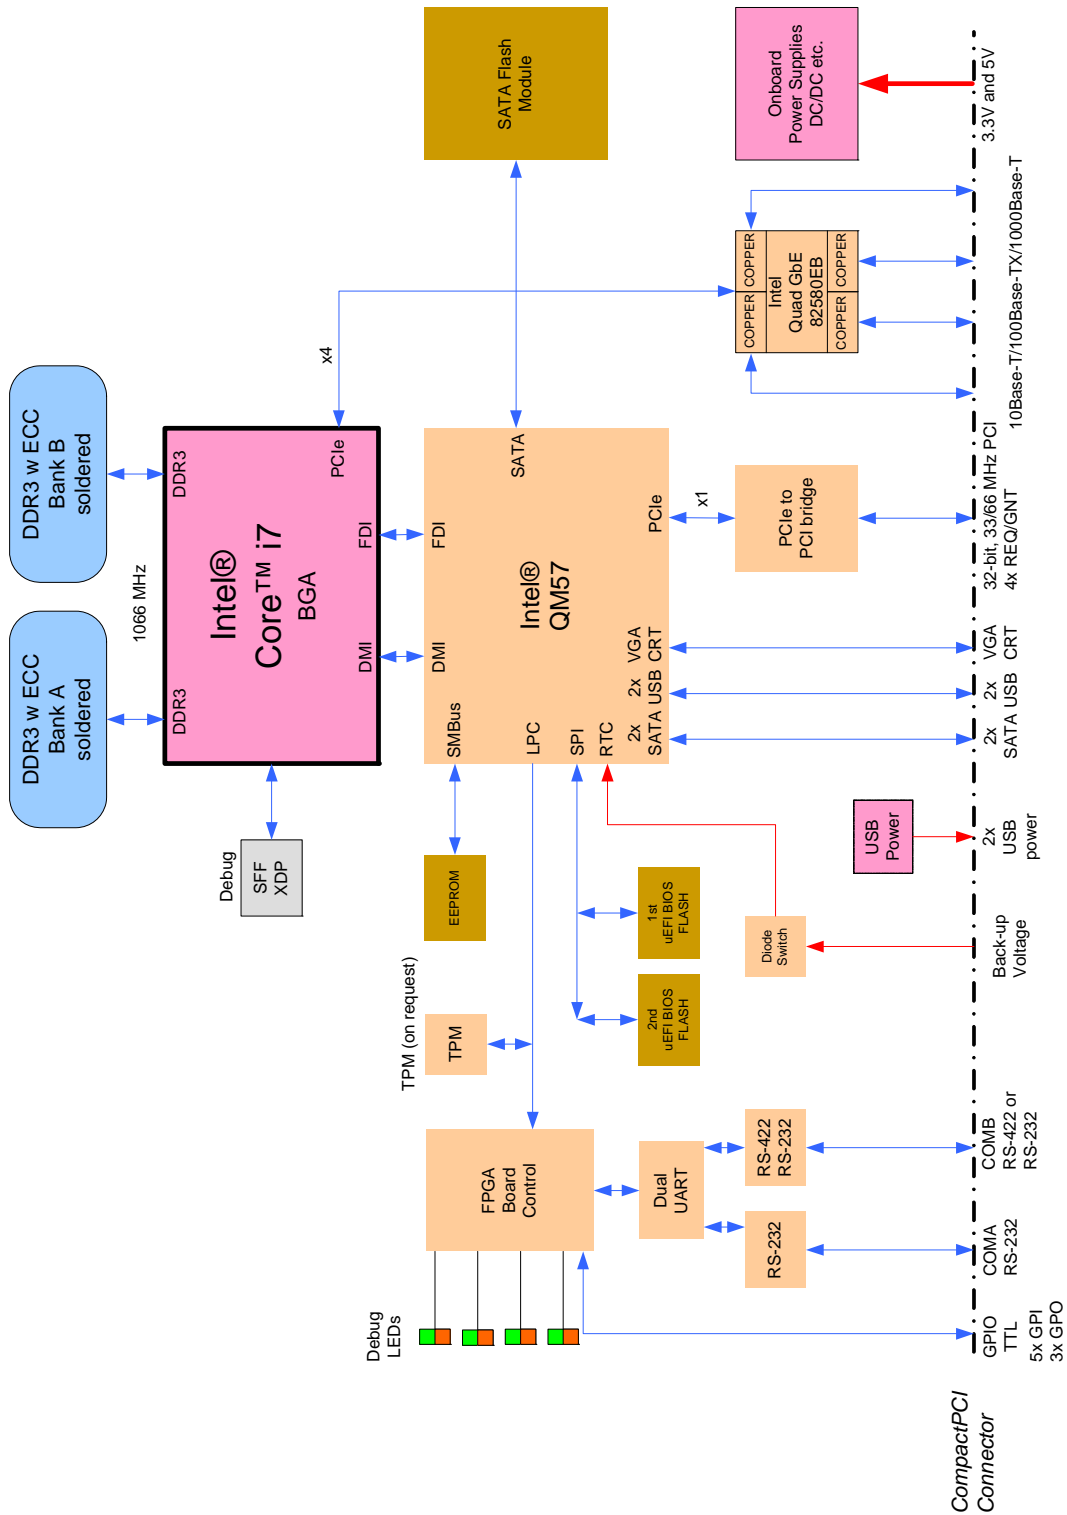 DDR3 w ECC
Bank A
soldered
DDR3 w ECC
Bank B
soldered
1066 MHz
DDR3
DDR3
Intel®
Core™ i7
BGA
DMI
FDI
PCIe
x4
Debug
SFF
XDP
SATA Flash
Module
SMBus
DMI
FDI
SATA
LPC
SPI
RTC
Intel®
QM57
2x
SATA
2x
USB
VGA
CRT
PCIe
x1
EEPROM
TPM (on request)
TPM
1st
uEFI BIOS
FLASH
2nd
uEFI BIOS
FLASH
Debug
LEDs
FPGA
Board
Control
Dual
UART
RS-232
RS-422
RS-232
Diode
Switch
USB
Power
PCIe to
PCI bridge
COPPER
COPPER
Intel
Quad GbE
82580EB
COPPER
COPPER
Onboard
Power Supplies
DC/DC etc.
CompactPCI
Connector
GPIO
TTL
5x GPI
3x GPO
COMA
RS-232
COMB
RS-422 or
RS-232
Back-up
Voltage
2x
USB
power
2x
SATA
2x
USB
VGA
CRT
32-bit, 33/66 MHz PCI
4x REQ/GNT
10Base-T/100Base-TX/1000Base-T
3.3V and 5V